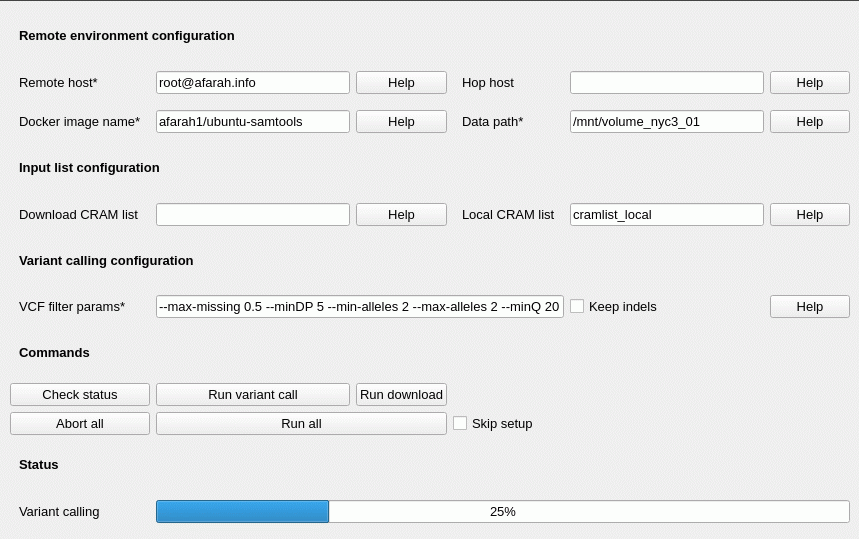 Remote environment configuration
Remote host* root@afarah.info Help Hop host Help
Docker image name* afarah1/ubuntu-samtools Help Data path* /mnt/volume_nyc3_01 Help
Input list configuration
Download CRAM list Help Local CRAM list cramlist_local Help
Variant calling configuration
VCF filter params* --max-missing 0.5 --minDP 5 --min-alleles 2 --max-alleles 2 --minQ 20 Keep indels Help
Commands
Check status Run variant call Run download
Abort all Run all Skip setup
Status
Variant calling 25%